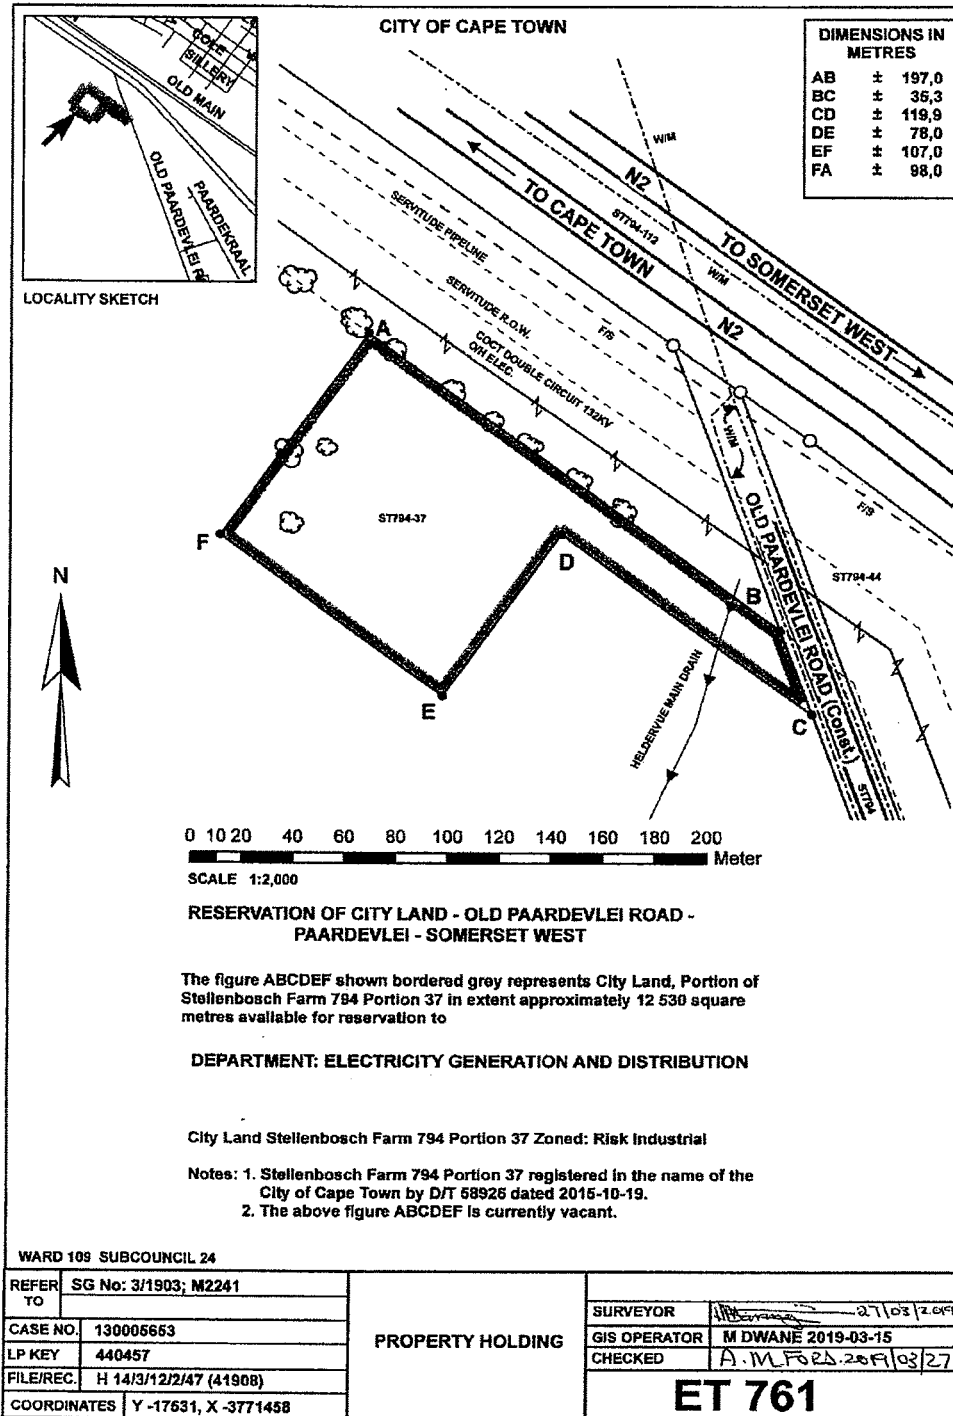 CITY OF CAPE TOWN
COLE
SILLERY
OLD MAIN
OLD PAARDEVLEI R
PAARDEKRAAL
LOCALITY SKETCH
DIMENSIONS IN
METRES
AB ± 197,0
BC ± 35,3
CD ± 119,9
DE ± 78,0
EF ± 107,0
FA ± 98,0
W/M
N2
TO CAPE TOWN
ST794-112
TO SOMERSET WEST
W/M
N2
SERVITUDE PIPELINE
F/S
SERVITUDE R.O.W.
COCT DOUBLE CIRCUIT 132KV
O/H ELEC.
A
W/M
F/S
ST794-37
F
D
OLD PAARDEVLEI ROAD (Const.)
ST794-44
B
N
E
HELDERVUE MAIN DRAIN
C
ST794
0 10 20 40 60 80 100 120 140 160 180 200
Meter
SCALE 1:2,000
RESERVATION OF CITY LAND - OLD PAARDEVLEI ROAD -
PAARDEVLEI - SOMERSET WEST
The figure ABCDEF shown bordered grey represents City Land, Portion of
Stellenbosch Farm 794 Portion 37 in extent approximately 12 530 square
metres available for reservation to
DEPARTMENT: ELECTRICITY GENERATION AND DISTRIBUTION
City Land Stellenbosch Farm 794 Portion 37 Zoned: Risk Industrial
Notes: 1. Stellenbosch Farm 794 Portion 37 registered in the name of the
City of Cape Town by D/T 58926 dated 2015-10-19.
2. The above figure ABCDEF is currently vacant.
WARD 109 SUBCOUNCIL 24
REFER TO SG No: 3/1903; M2241
CASE NO. 130005653
LP KEY 440457
FILE/REC. H 14/3/12/2/47 (41908)
COORDINATES Y -17531, X -3771458
PROPERTY HOLDING
SURVEYOR 27/03/2019
GIS OPERATOR M DWANE 2019-03-15
CHECKED A.M.FORD.2019/03/27
ET 761